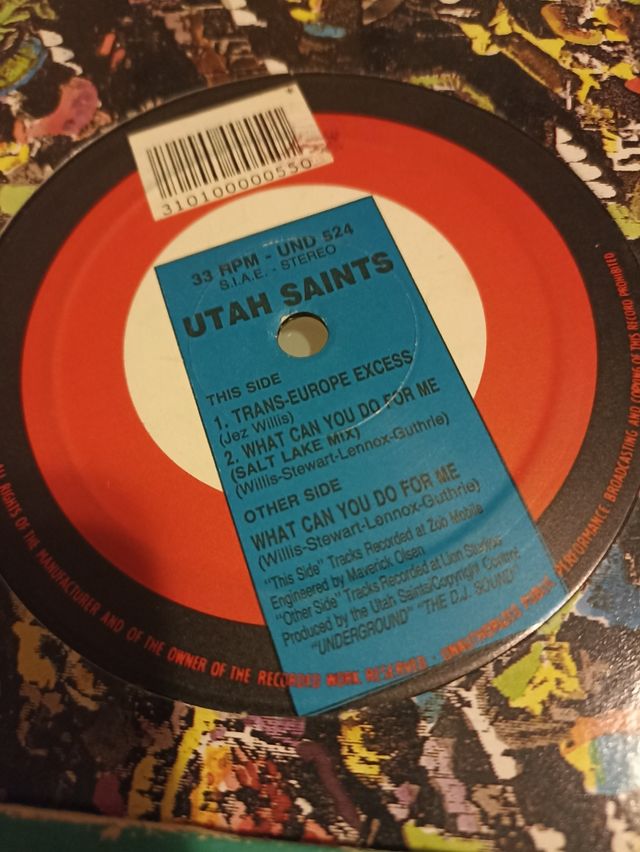 310100000550
33 RPM - UND 524
S.I.A.E. - STEREO
UTAH SAINTS
THIS SIDE
1. TRANS-EUROPE EXCESS
(Jez Willis)
2. WHAT CAN YOU DO FOR ME
(SALT LAKE MIX)
(Willis-Stewart-Lennox-Guthrie)
OTHER SIDE
WHAT CAN YOU DO FOR ME
(Willis-Stewart-Lennox-Guthrie)
"This Side" Tracks Recorded at Zoo Mobile
Engineered by Maverick Olsen
"Other Side" Tracks Recorded at Lion Studios
Produced by the Utah Saints/Copyright Control
"UNDERGROUND" "THE D.J. SOUND"
ALL RIGHTS OF THE MANUFACTURER AND OF THE OWNER OF THE RECORDED WORK RESERVED - UNAUTHORIZED PUBLIC PERFORMANCE BROADCASTING AND COPYING OF THIS RECORD PROHIBITED